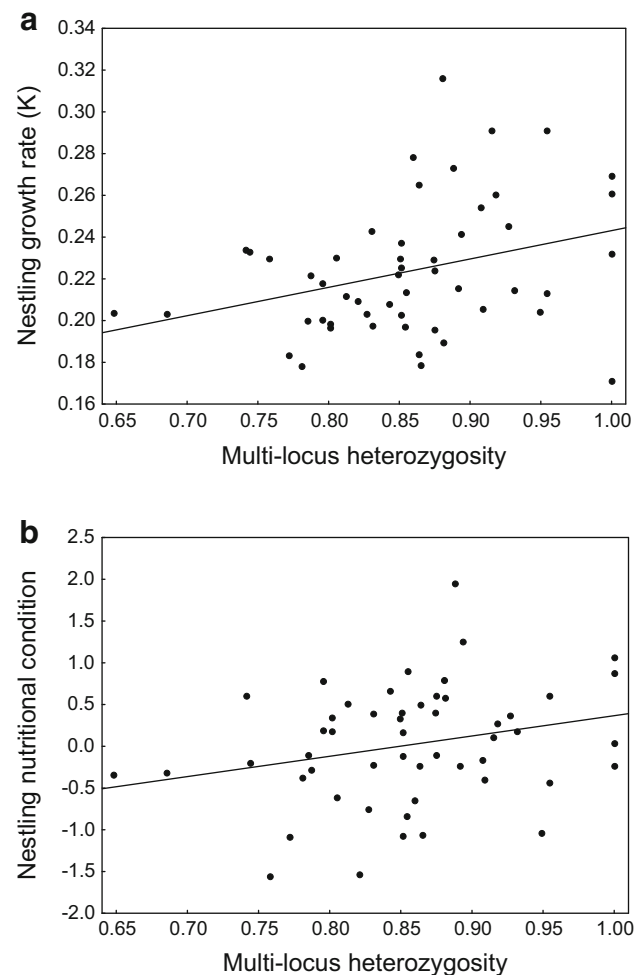 a
0.34
0.32
0.30
0.28
0.26
0.24
0.22
0.20
0.18
0.16
Nestling growth rate (K)
0.65 0.70 0.75 0.80 0.85 0.90 0.95 1.00
Multi-locus heterozygosity
b
2.5
2.0
1.5
1.0
0.5
0.0
-0.5
-1.0
-1.5
-2.0
Nestling nutritional condition
0.65 0.70 0.75 0.80 0.85 0.90 0.95 1.00
Multi-locus heterozygosity